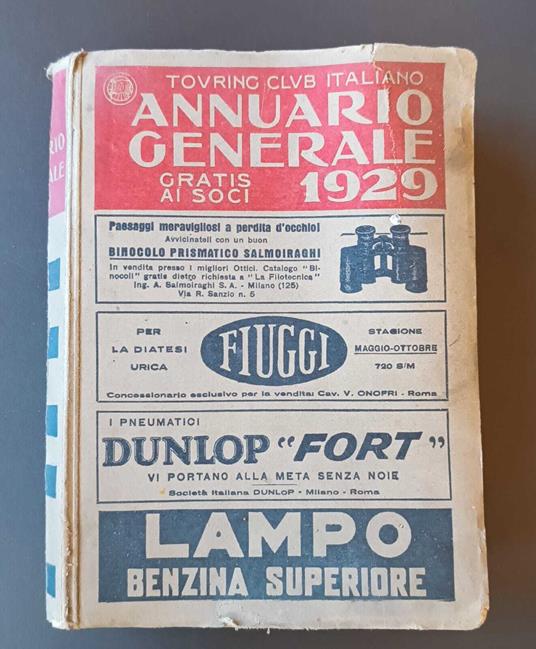 TOVRING CLVB ITALIANO
ANNUARIO
GENERALE
GRATIS
AI SOCI
1929
RIO
ALE
Paesaggi meravigliosi a perdita d'occhio!
Avvicinateli con un buon
BINOCOLO PRISMATICO SALMOIRAGHI
In vendita presso i migliori Ottici. Catalogo "Bi-
nocoli" gratis dietro richiesta a "La Filotecnica"
Ing. A. Salmoiraghi S. A. - Milano (125)
Via R. Sanzio n. 5
PER
LA DIATESI
URICA
FIUGGI
STAGIONE
MAGGIO-OTTOBRE
720 S/M
Concessionario esclusivo per la vendita: Cav. V. ONOFRI - Roma
I PNEUMATICI
DUNLOP "FORT"
VI PORTANO ALLA META SENZA NOIE
Società Italiana DUNLOP - Milano - Roma
LAMPO
BENZINA SUPERIORE